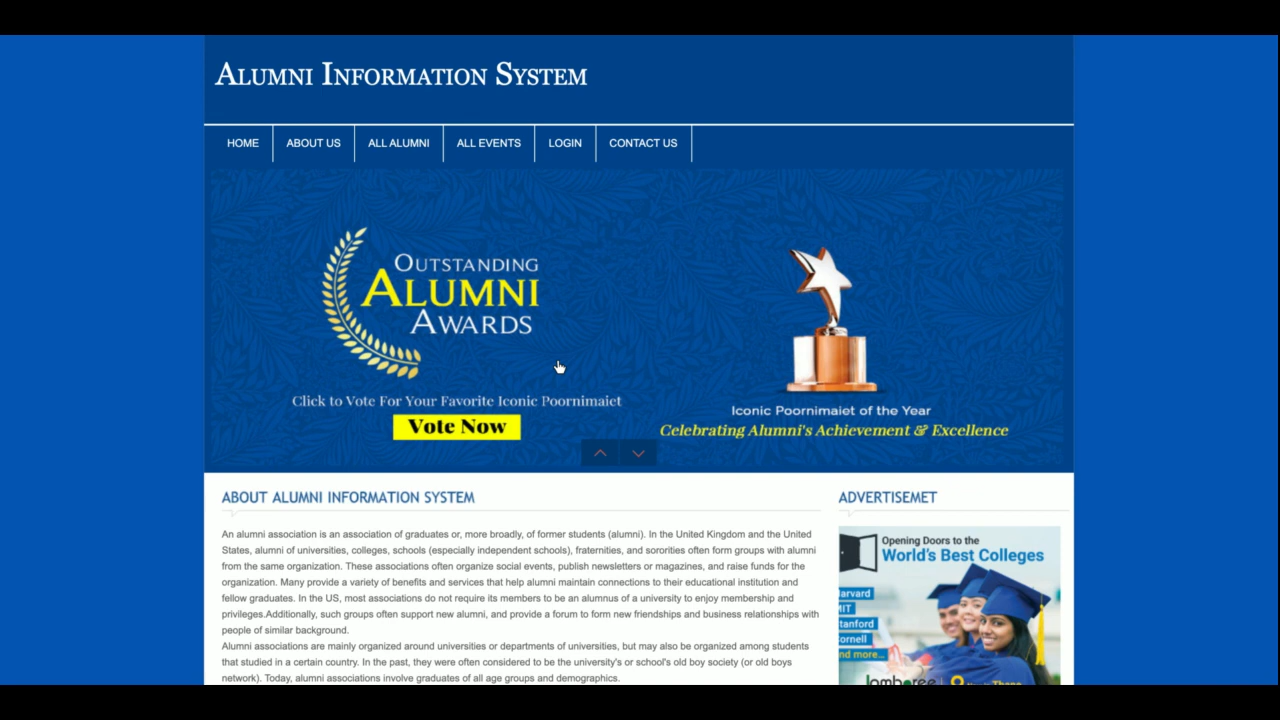 Alumni Information System
HOME
ABOUT US
ALL ALUMNI
ALL EVENTS
LOGIN
CONTACT US
Outstanding
Alumni
Awards
Click to Vote For Your Favorite Iconic Poornimaiet
Vote Now
Iconic Poornimaiet of the Year
Celebrating Alumni's Achievement & Excellence
ABOUT ALUMNI INFORMATION SYSTEM
An alumni association is an association of graduates or, more broadly, of former students (alumni). In the United Kingdom and the United
States, alumni of universities, colleges, schools (especially independent schools), fraternities, and sororities often form groups with alumni
from the same organization. These associations often organize social events, publish newsletters or magazines, and raise funds for the
organization. Many provide a variety of benefits and services that help alumni maintain connections to their educational institution and
fellow graduates. In the US, most associations do not require its members to be an alumnus of a university to enjoy membership and
privileges.Additionally, such groups often support new alumni, and provide a forum to form new friendships and business relationships with
people of similar background.
Alumni associations are mainly organized around universities or departments of universities, but may also be organized among students
that studied in a certain country. In the past, they were often considered to be the university's or school's old boy society (or old boys
network). Today, alumni associations involve graduates of all age groups and demographics.
ADVERTISEMET
Opening Doors to the
World's Best Colleges
arvard
MIT
tanford
ornell
nd more...
jamboree